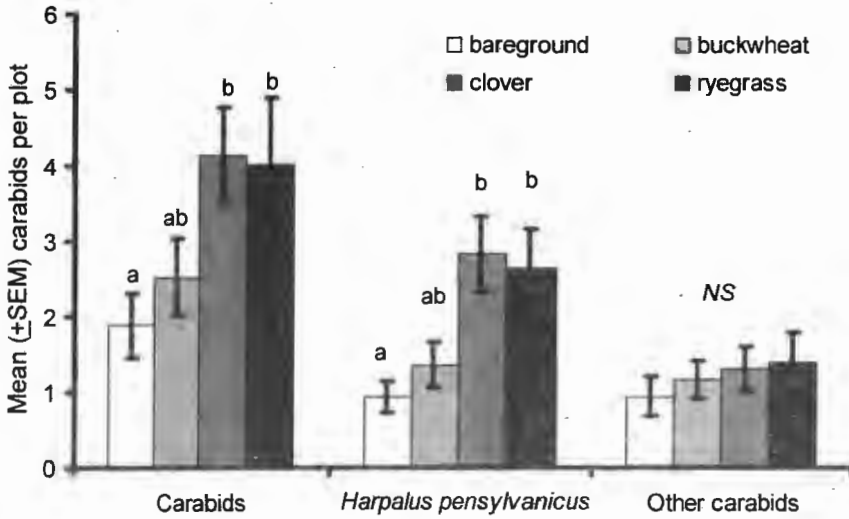 Mean (±SEM) carabids per plot
6
5
4
3
2
1
0
bareground
buckwheat
clover
ryegrass
a
ab
b
b
a
ab
b
b
NS
Carabids
Harpalus pensylvanicus
Other carabids